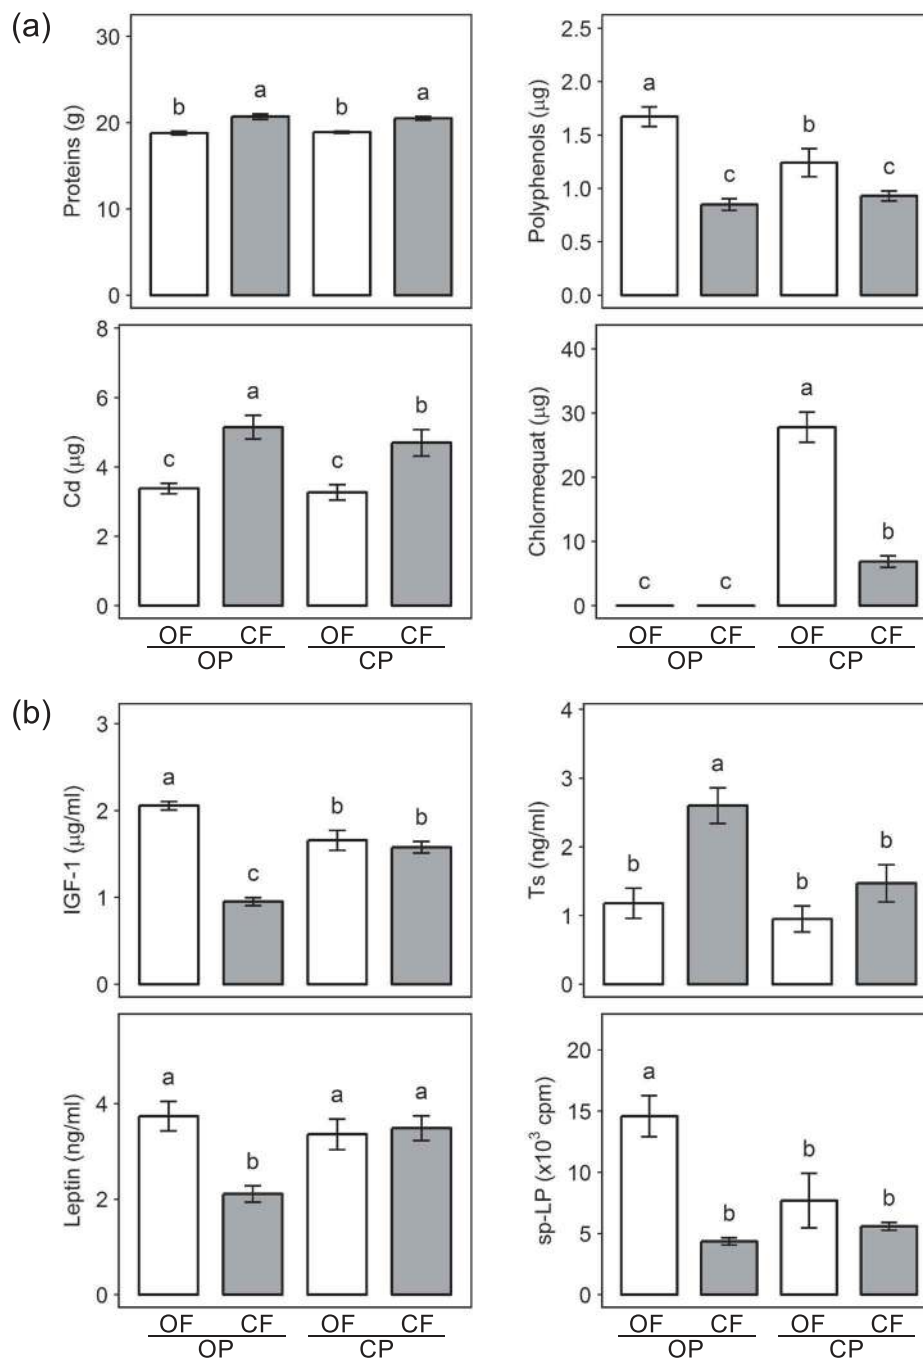 (a)
30
20
10
0
Proteins (g)
b
a
b
a
2.5
2.0
1.5
1.0
0.5
0.0
Polyphenols (μg)
a
c
b
c
8
6
4
2
0
Cd (μg)
c
a
c
b
OF CF OF CF
OP CP
40
30
20
10
0
Chlormequat (μg)
c
c
a
b
OF CF OF CF
OP CP
(b)
3
2
1
0
IGF-1 (μg/ml)
a
c
b
b
4
3
2
1
0
Ts (ng/ml)
b
a
b
b
4
2
0
Leptin (ng/ml)
a
b
a
a
OF CF OF CF
OP CP
20
15
10
5
0
sp-LP (x10³ cpm)
a
b
b
b
OF CF OF CF
OP CP